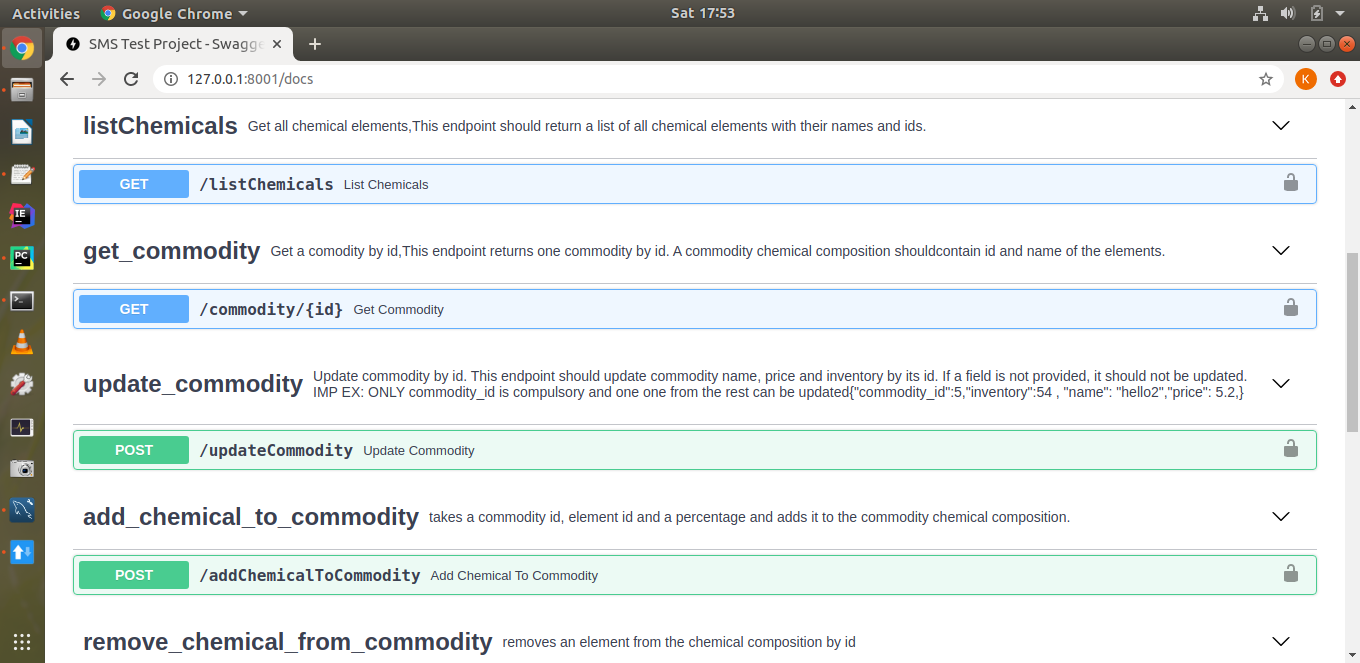 Activities Google Chrome Sat 17:53
SMS Test Project - Swagge
K
127.0.0.1:8001/docs
listChemicals Get all chemical elements,This endpoint should return a list of all chemical elements with their names and ids.
GET /listChemicals List Chemicals
get_commodity Get a comodity by id,This endpoint returns one commodity by id. A commodity chemical composition shouldcontain id and name of the elements.
GET /commodity/{id} Get Commodity
update_commodity Update commodity by id. This endpoint should update commodity name, price and inventory by its id. If a field is not provided, it should not be updated.
IMP EX: ONLY commodity_id is compulsory and one one from the rest can be updated{"commodity_id":5,"inventory":54 , "name": "hello2","price": 5.2,}
POST /updateCommodity Update Commodity
add_chemical_to_commodity takes a commodity id, element id and a percentage and adds it to the commodity chemical composition.
POST /addChemicalToCommodity Add Chemical To Commodity
remove_chemical_from_commodity removes an element from the chemical composition by id
IE
PC